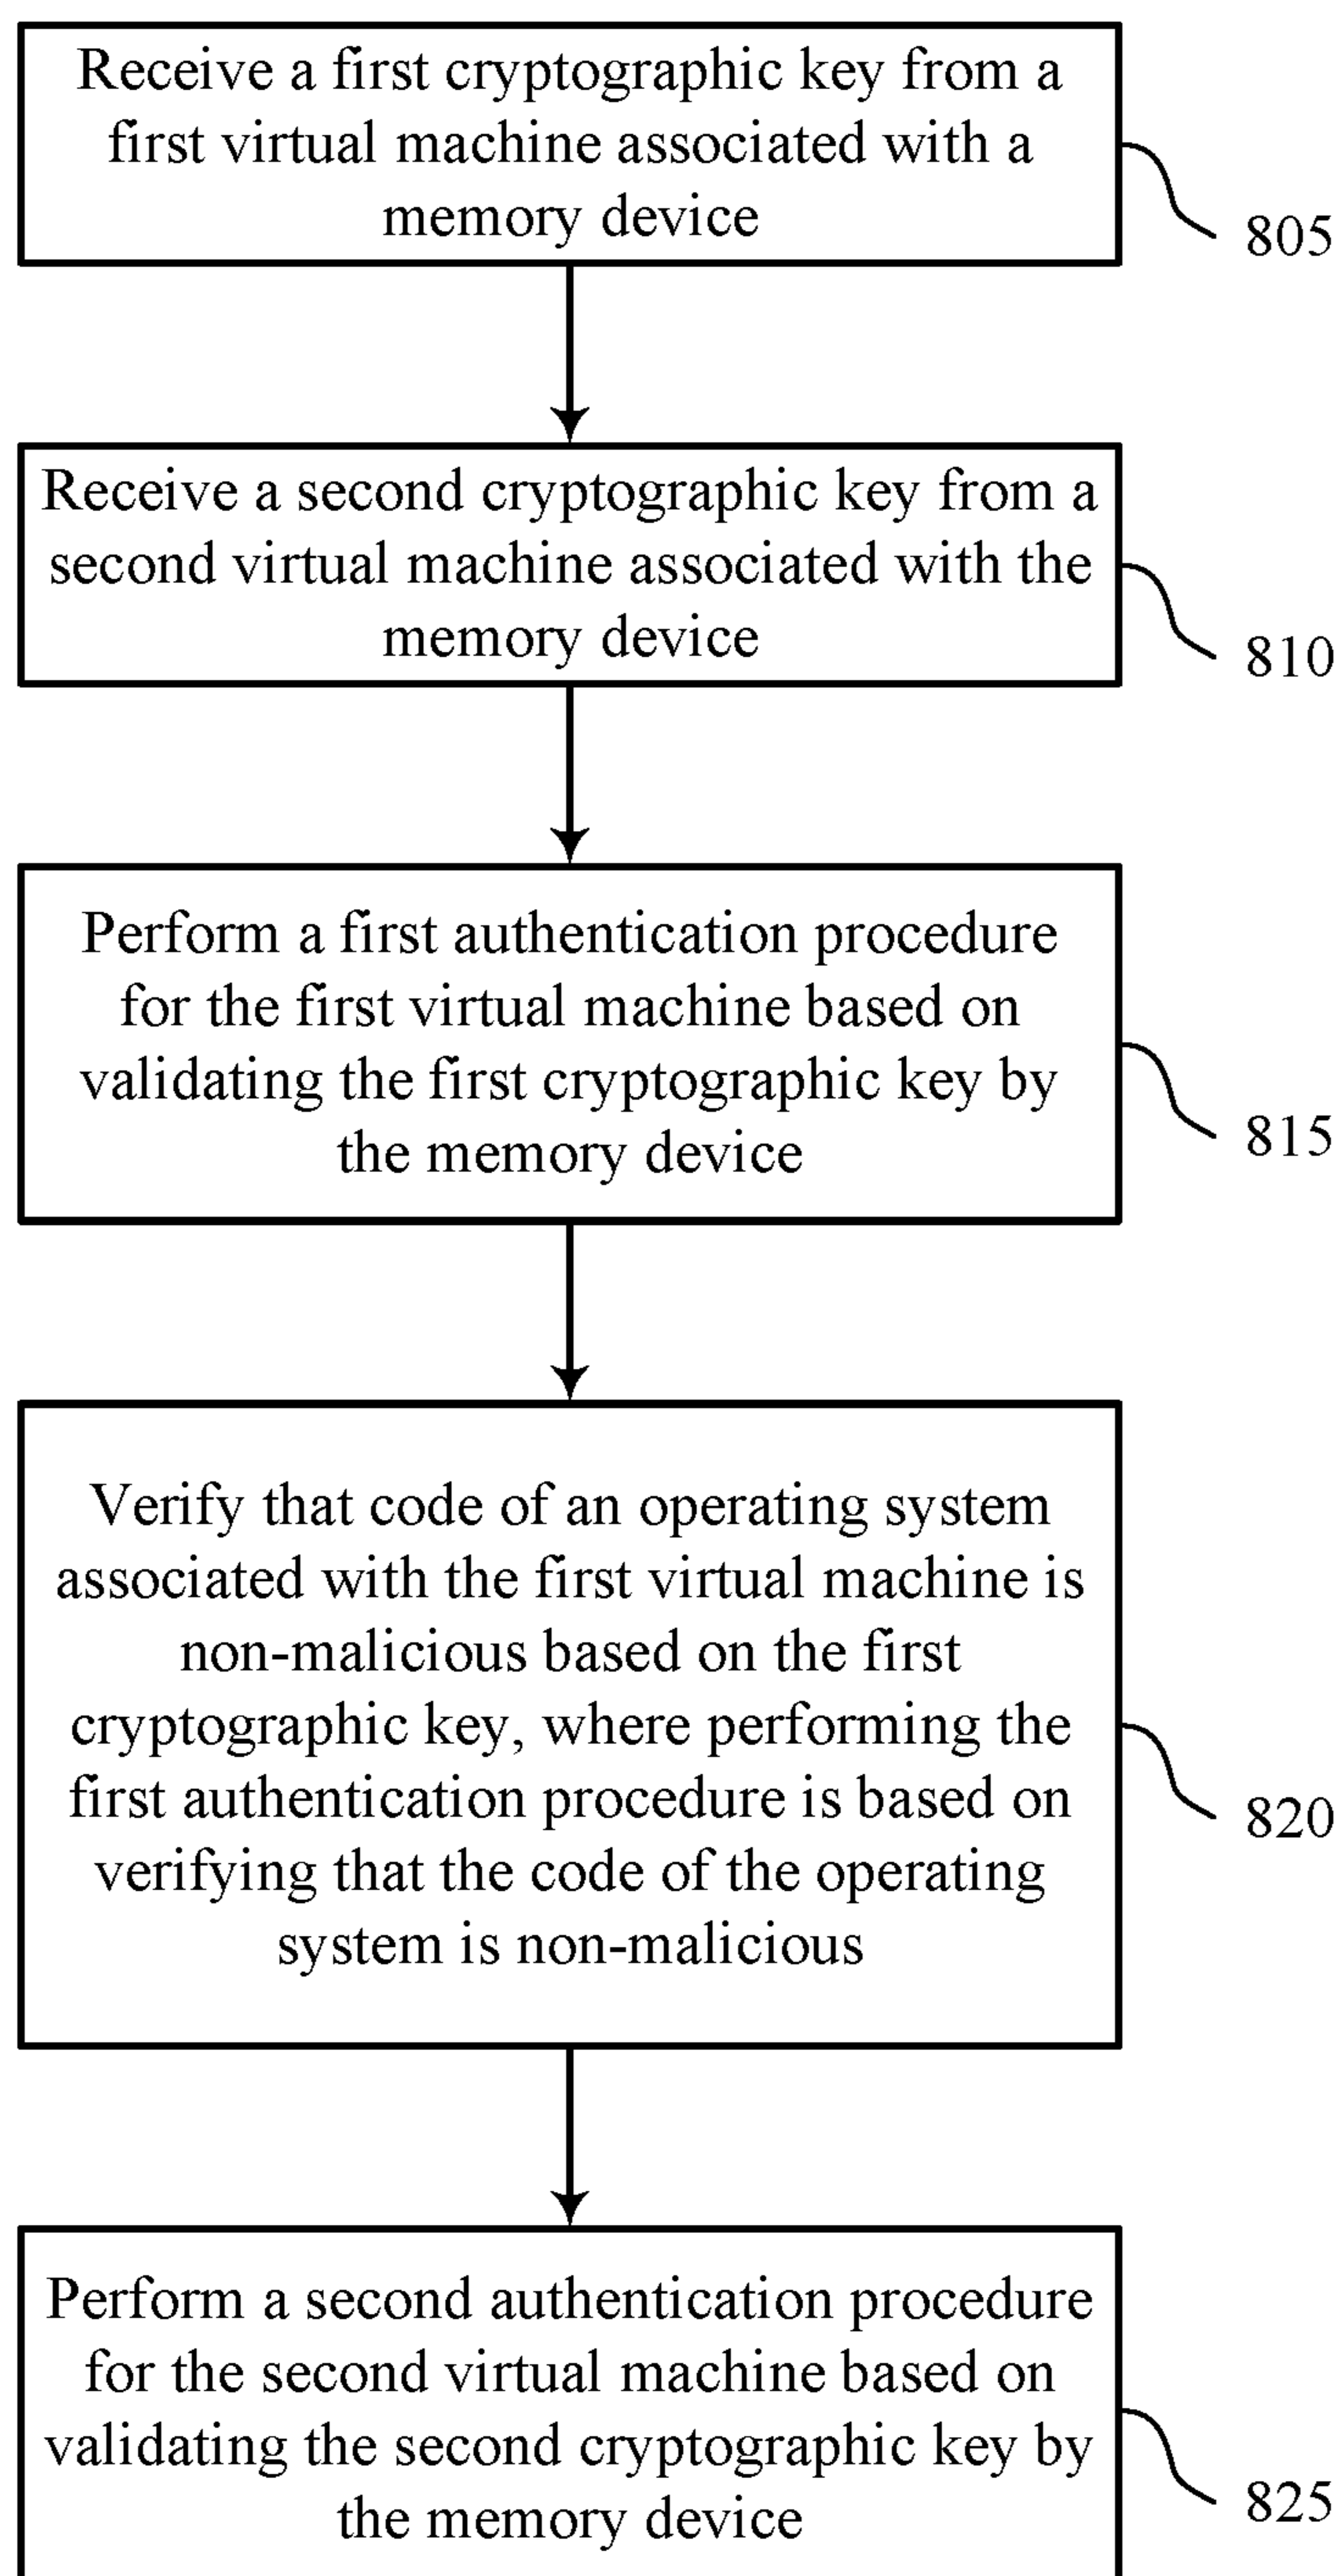 Receive a first cryptographic key from a
first virtual machine associated with a
memory device
805
Receive a second cryptographic key from a
second virtual machine associated with the
memory device
810
Perform a first authentication procedure
for the first virtual machine based on
validating the first cryptographic key by
the memory device
815
Verify that code of an operating system
associated with the first virtual machine is
non-malicious based on the first
cryptographic key, where performing the
first authentication procedure is based on
verifying that the code of the operating
system is non-malicious
820
Perform a second authentication procedure
for the second virtual machine based on
validating the second cryptographic key by
the memory device
825